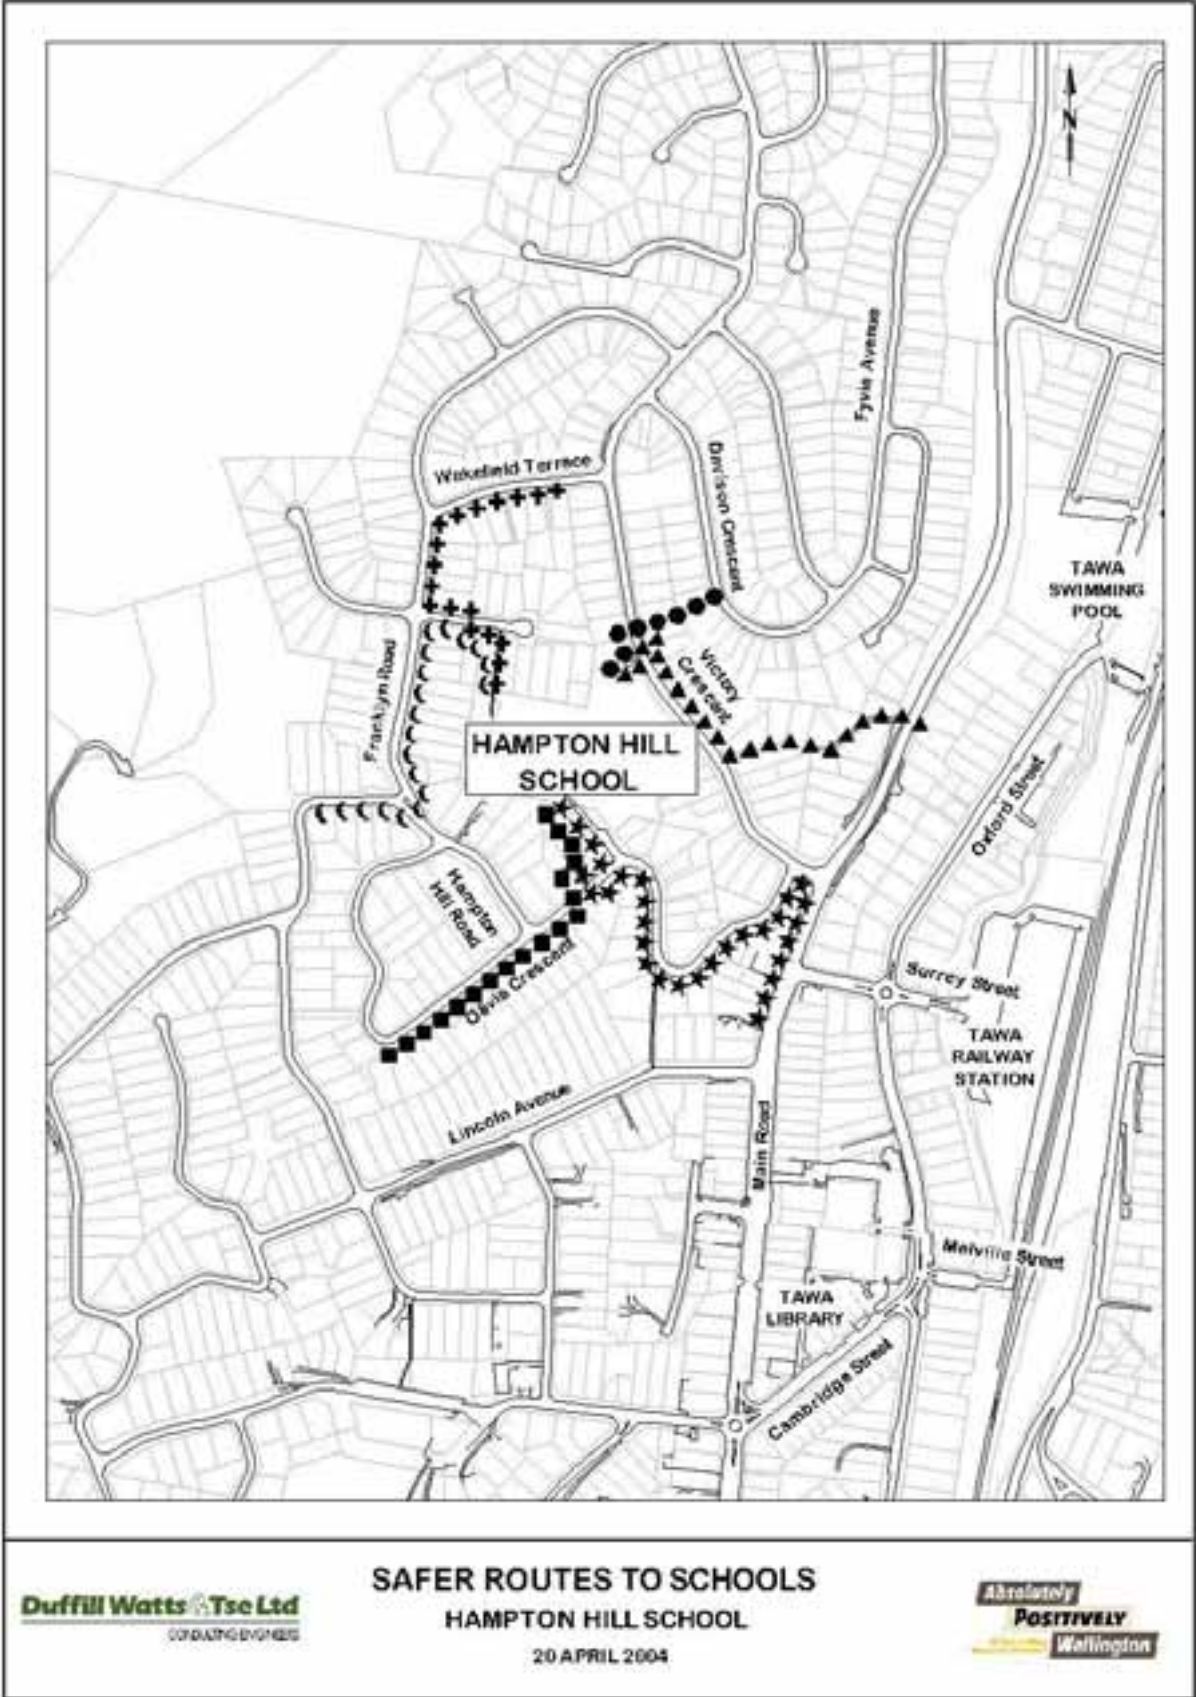 N
Fyvie Avenue
Davison Crescent
Wakefield Terrace
TAWA
SWIMMING
POOL
Victory
Crescent
Franklyn Road
HAMPTON HILL
SCHOOL
Oxford Street
Hampton
Hill Road
Davis Crescent
Surrey Street
TAWA
RAILWAY
STATION
Lincoln Avenue
Main Road
Melville Street
TAWA
LIBRARY
Cambridge Street
SAFER ROUTES TO SCHOOLS
HAMPTON HILL SCHOOL
20 APRIL 2004
Duffill Watts & Tse Ltd
CONSULTING ENGINEERS
Absolutely
POSITIVELY
Wellington